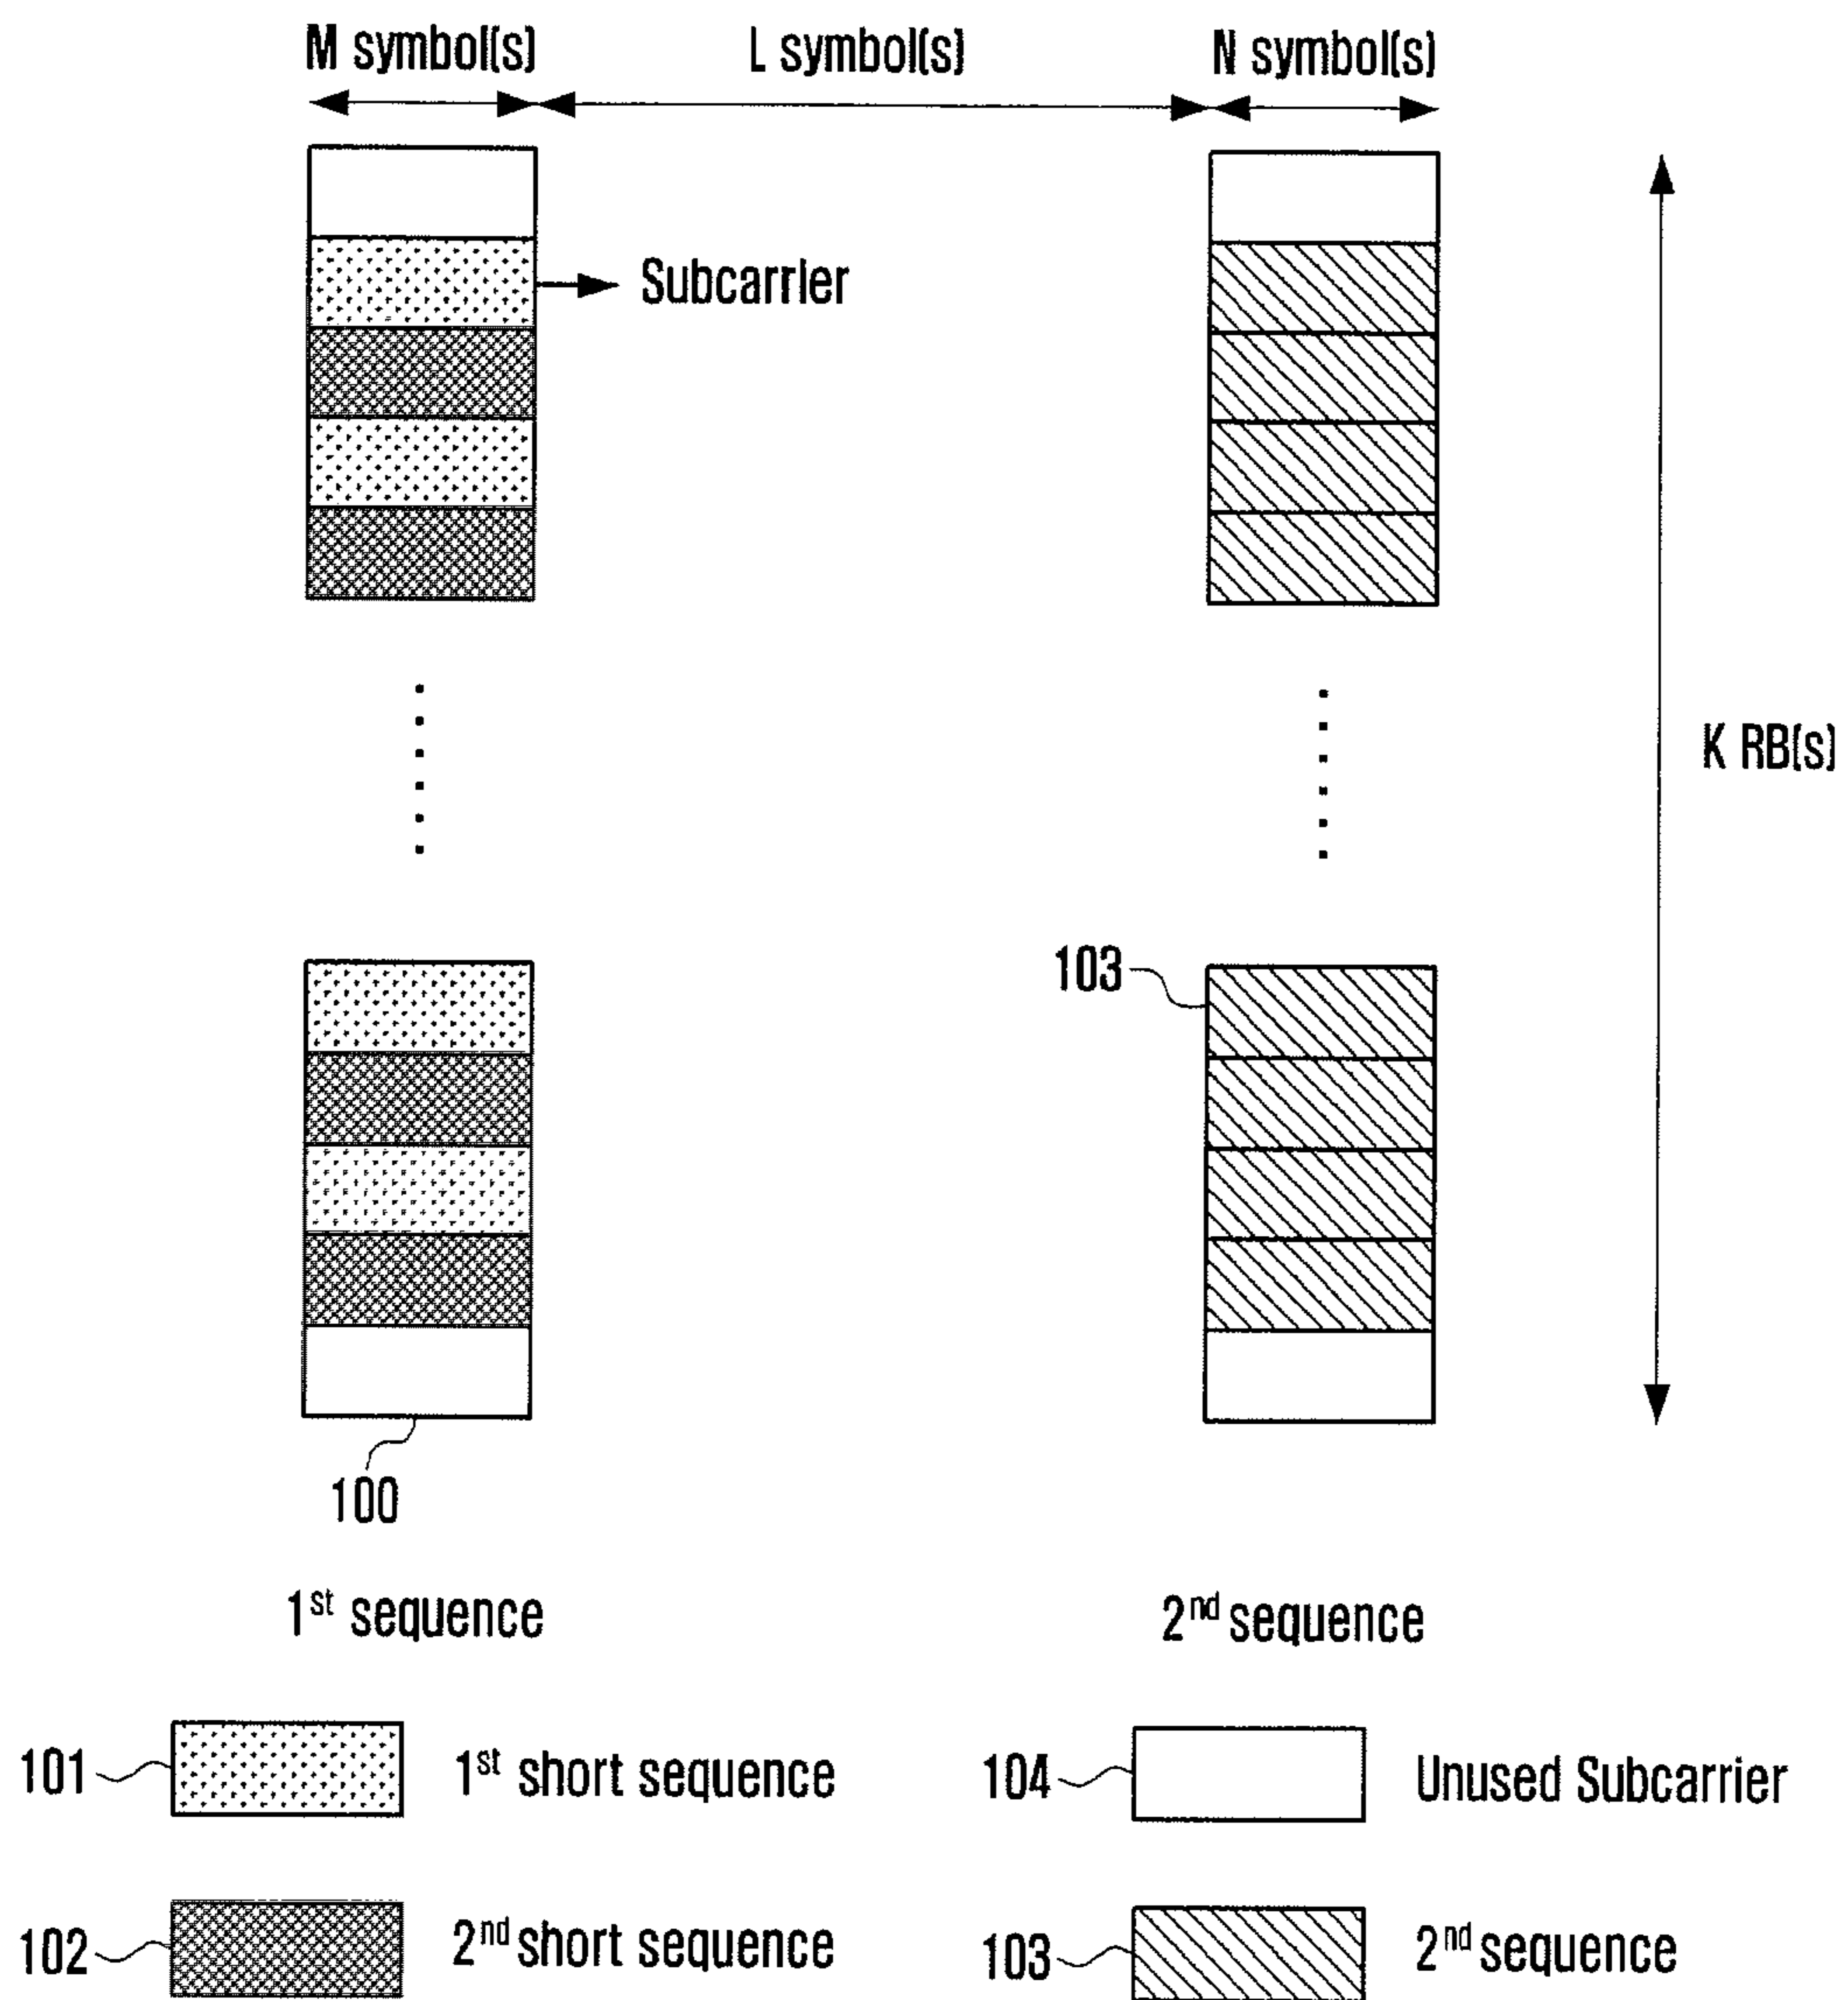 M symbol(s) L symbol(s) N symbol(s)
Subcarrier
K RB(s)
103
100
1st sequence 2nd sequence
101 1st short sequence 104 Unused Subcarrier
102 2nd short sequence 103 2nd sequence